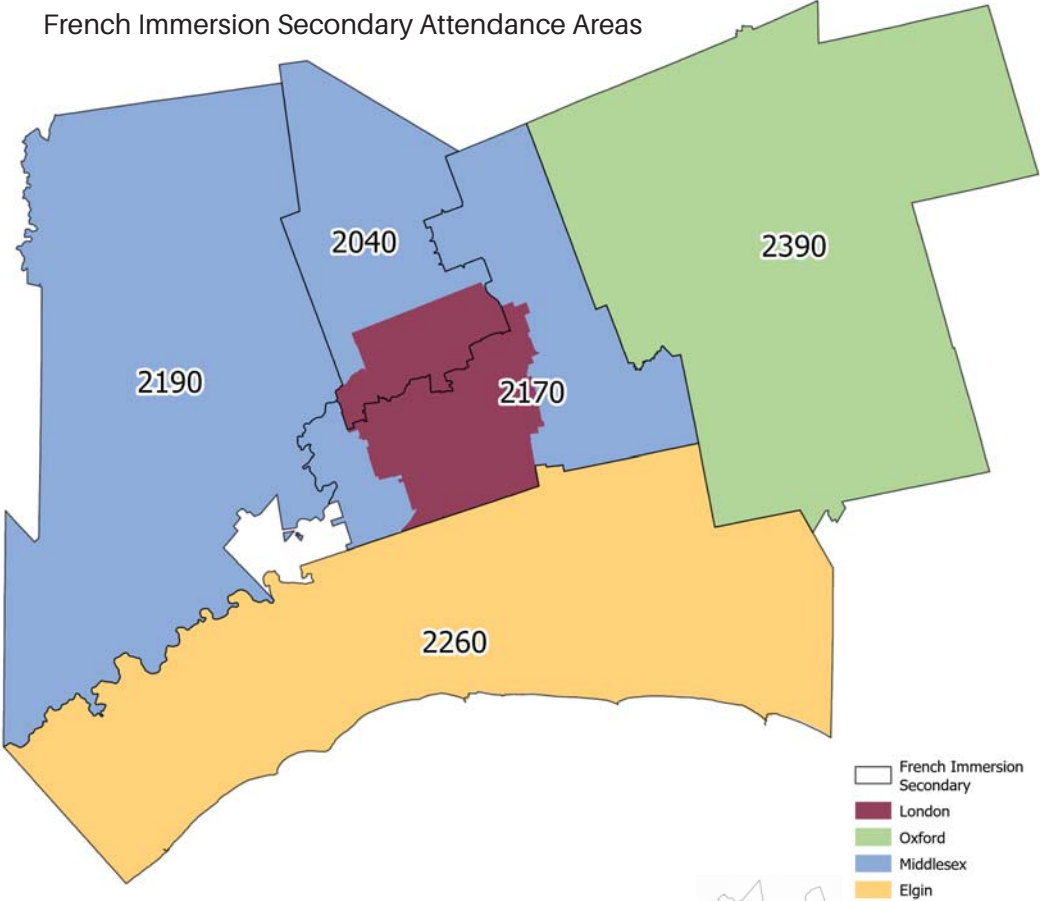 French Immersion Secondary Attendance Areas
2040
2390
2190
2170
2260
French Immersion
Secondary
London
Oxford
Middlesex
Elgin